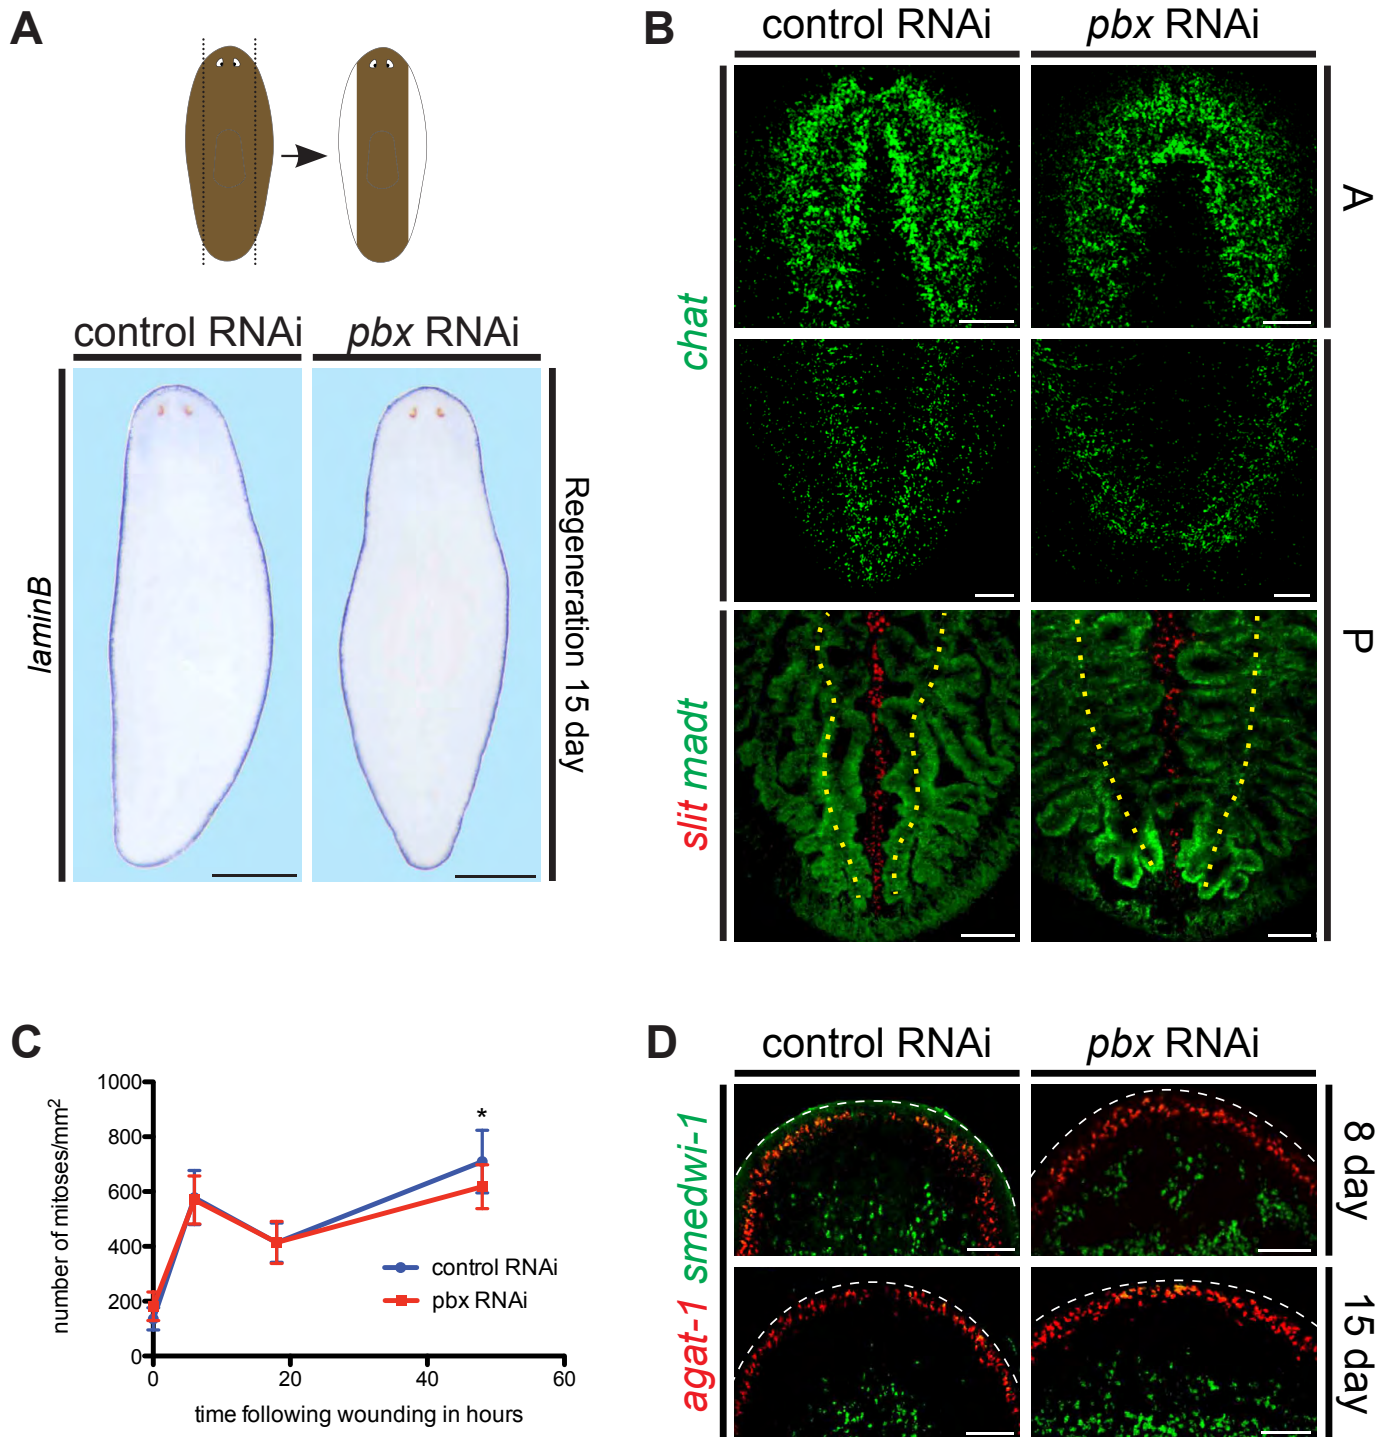 A
control RNAi
pbx RNAi
laminB
Regeneration 15 day
B
control RNAi
pbx RNAi
chat
A
slit madt
P
C
1000
800
600
400
200
0
number of mitoses/mm2
*
control RNAi
pbx RNAi
0
20
40
60
time following wounding in hours
D
control RNAi
pbx RNAi
agat-1 smedwi-1
8 day
15 day